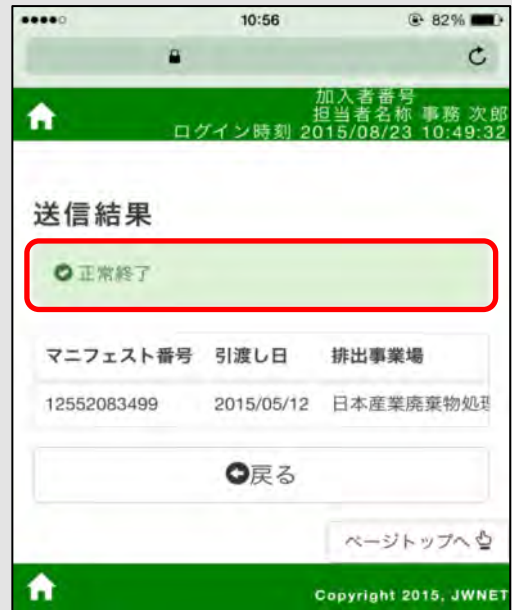 10:56 82%
加入者番号
担当者名称 事務 次郎
ログイン時刻 2015/08/23 10:49:32
送信結果
正常終了
マニフェスト番号 引渡し日 排出事業場
12552083499 2015/05/12 日本産業廃棄物処理
戻る
ページトップへ
Copyright 2015, JWNET